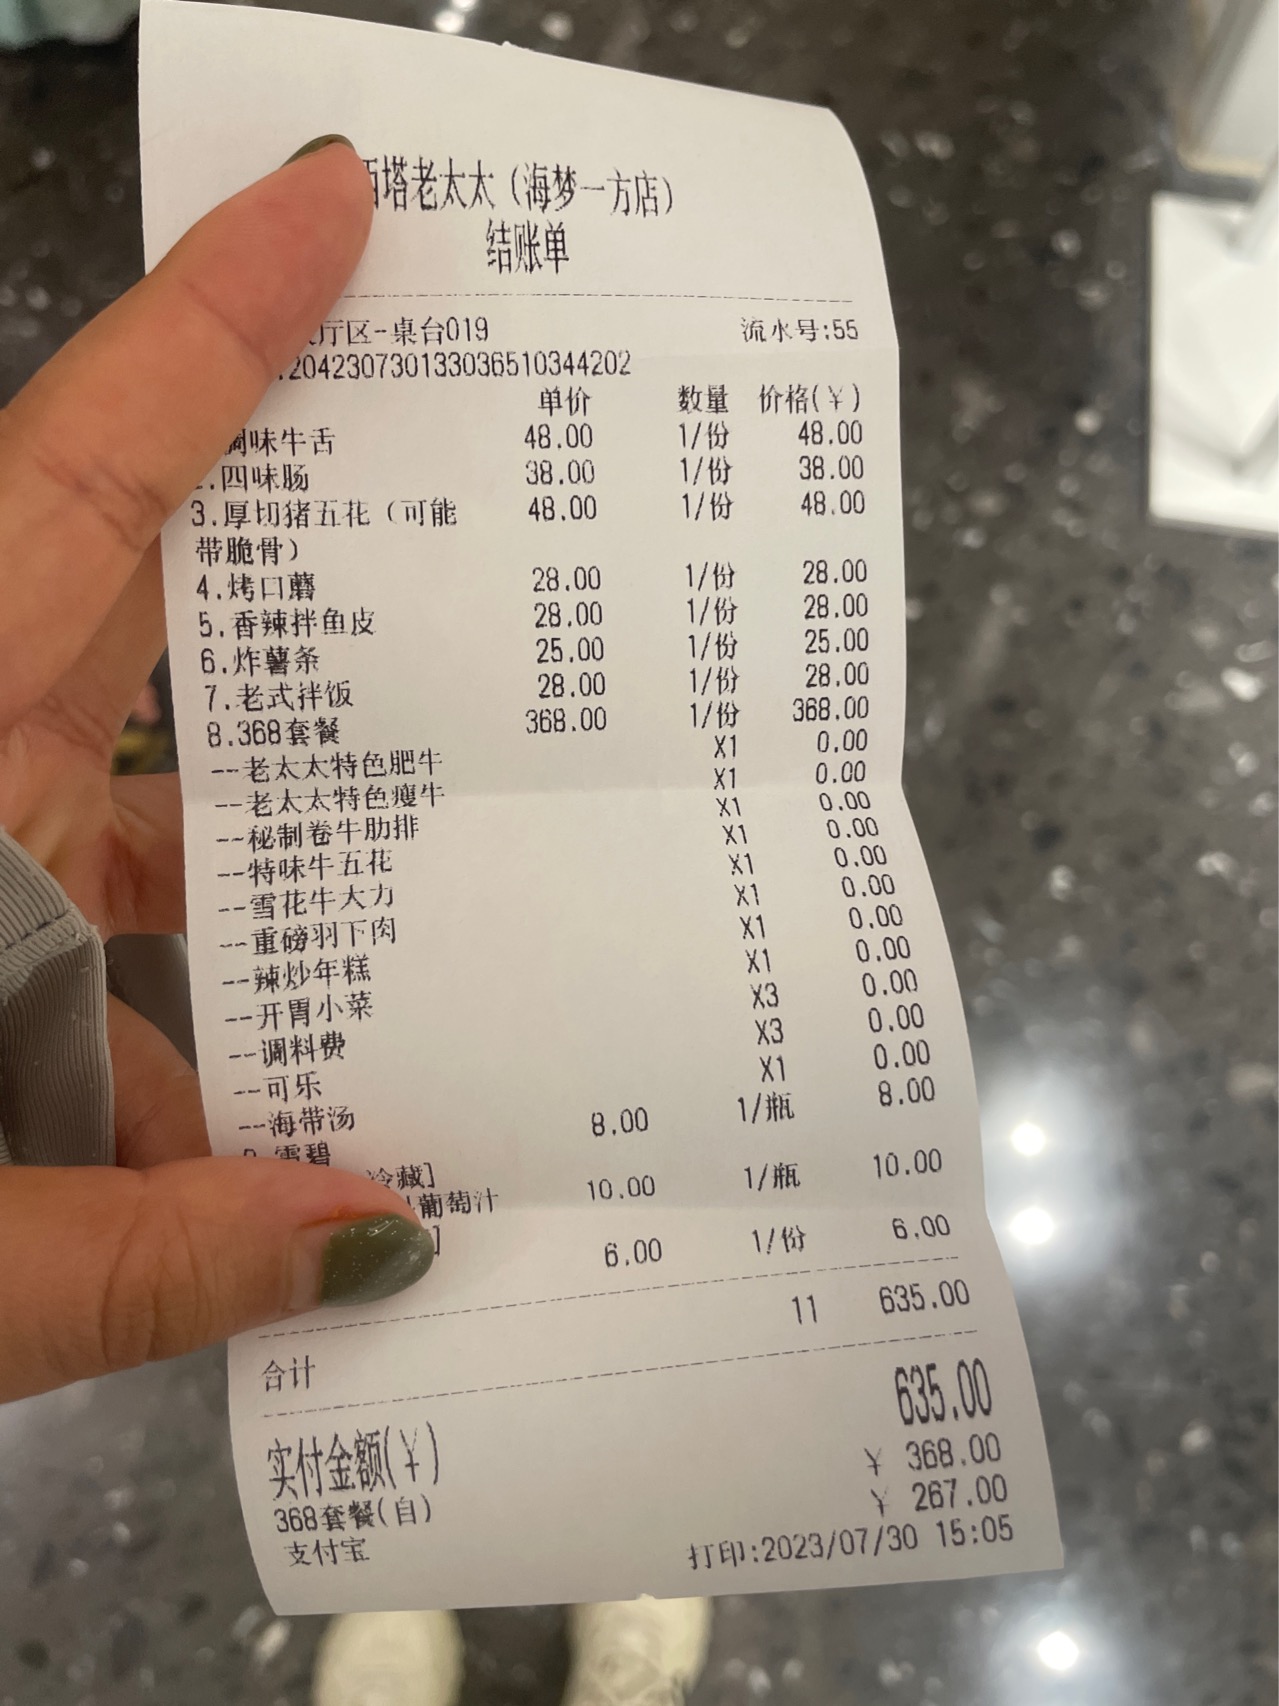 西塔老太太（海梦一方店）
结账单
厅区-桌台019 流水号:55
204230730133036510344202
单价 数量 价格(￥)
调味牛舌 48.00 1/份 48.00
.四味肠 38.00 1/份 38.00
3.厚切猪五花（可能 48.00 1/份 48.00
带脆骨）
4.烤口蘑 28.00 1/份 28.00
5.香辣拌鱼皮 28.00 1/份 28.00
6.炸薯条 25.00 1/份 25.00
7.老式拌饭 28.00 1/份 28.00
8.368套餐 368.00 1/份 368.00
--老太太特色肥牛 X1 0.00
--老太太特色瘦牛 X1 0.00
--秘制卷牛肋排 X1 0.00
--特味牛五花 X1 0.00
--雪花牛大力 X1 0.00
--重磅羽下肉 X1 0.00
--辣炒年糕 X1 0.00
--开胃小菜 X1 0.00
--调料费 X3 0.00
--可乐 X3 0.00
--海带汤 X1 0.00
雪碧 8.00 1/瓶 8.00
冷藏]
葡萄汁 10.00 1/瓶 10.00
]
6.00 1/份 6.00
11 635.00
合计
实付金额(￥) 635.00
368套餐(自) ￥ 368.00
支付宝 ￥ 267.00
打印:2023/07/30 15:05